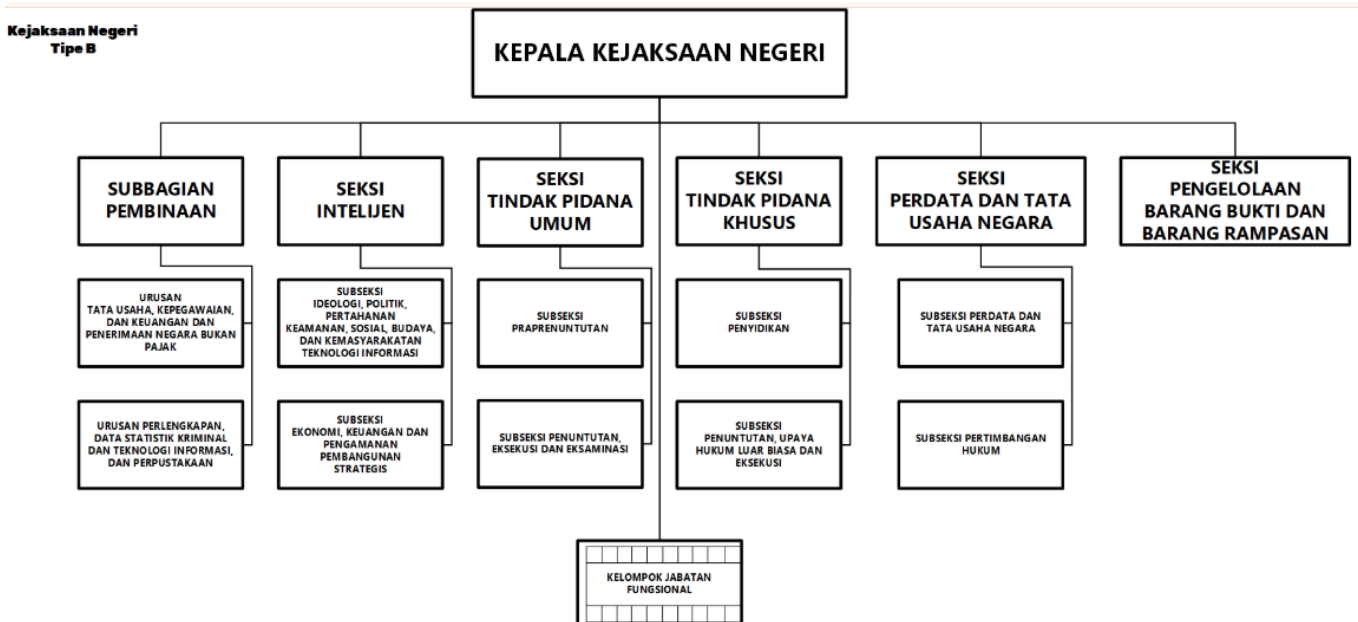 Kejaksaan Negeri
Tipe B
KEPALA KEJAKSAAN NEGERI
SUBBAGIAN
PEMBINAAN
SEKSI
INTELIJEN
SEKSI
TINDAK PIDANA
UMUM
SEKSI
TINDAK PIDANA
KHUSUS
SEKSI
PERDATA DAN TATA
USAHA NEGARA
SEKSI
PENGELOLAAN
BARANG BUKTI DAN
BARANG RAMPASAN
URUSAN
TATA USAHA, KEPEGAWAIAN,
DAN KEUANGAN DAN
PENERIMAAN NEGARA BUKAN
PAJAK
SUBSEKSI
IDEOLOGI, POLITIK,
PERTAHANAN
KEAMANAN, SOSIAL, BUDAYA,
DAN KEMASYARAKATAN
TEKNOLOGI INFORMASI
SUBSEKSI
PRAPRENUNTUTAN
SUBSEKSI
PENYIDIKAN
SUBSEKSI PERDATA DAN
TATA USAHA NEGARA
URUSAN PERLENGKAPAN,
DATA STATISTIK KRIMINAL
DAN TEKNOLOGI INFORMASI,
DAN PERPUSTAKAAN
SUBSEKSI
EKONOMI, KEUANGAN DAN
PENGAMANAN
PEMBANGUNAN
STRATEGIS
SUBSEKSI PENUNTUTAN,
EKSEKUSI DAN EKSAMINASI
SUBSEKSI
PENUNTUTAN, UPAYA
HUKUM LUAR BIASA DAN
EKSEKUSI
SUBSEKSI PERTIMBANGAN
HUKUM
KELOMPOK JABATAN
FUNGSIONAL